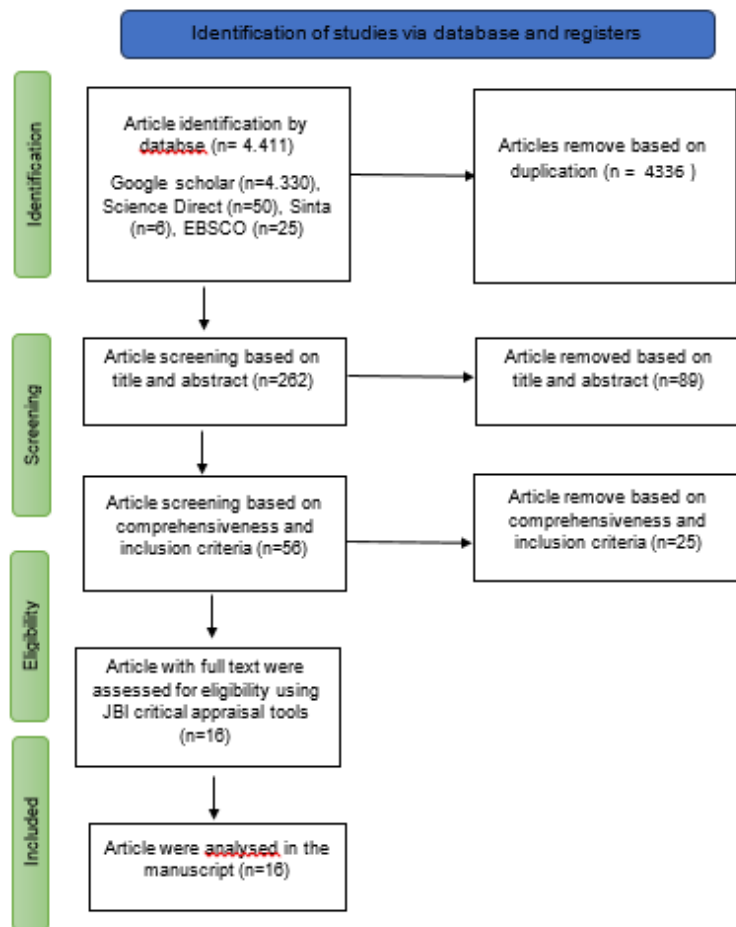 Identification of studies via database and registers
Identification
Article identification by
databse (n= 4.411)
Google scholar (n=4.330),
Science Direct (n=50), Sinta
(n=6), EBSCO (n=25)
Articles remove based on
duplication (n = 4336 )
Screening
Article screening based on
title and abstract (n=262)
Article removed based on
title and abstract (n=89)
Article screening based on
comprehensiveness and
inclusion criteria (n=56)
Article remove based on
comprehensiveness and
inclusion criteria (n=25)
Eligibility
Article with full text were
assessed for eligibility using
JBI critical appraisal tools
(n=16)
Included
Article were analysed in the
manuscript (n=16)